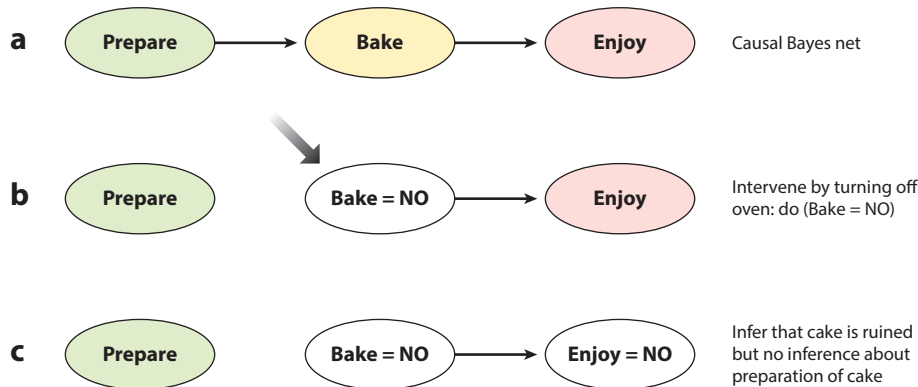 a
Prepare
Bake
Enjoy
Causal Bayes net
b
Prepare
Bake = NO
Enjoy
Intervene by turning off
oven: do (Bake = NO)
c
Prepare
Bake = NO
Enjoy = NO
Infer that cake is ruined
but no inference about
preparation of cake